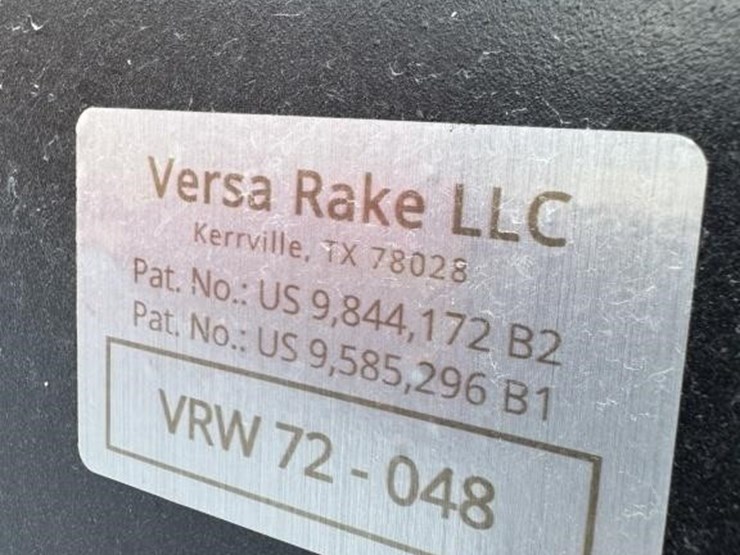 Versa Rake LLC
Kerrville, TX 78028
Pat. No.: US 9,844,172 B2
Pat. No.: US 9,585,296 B1
VRW 72 - 048